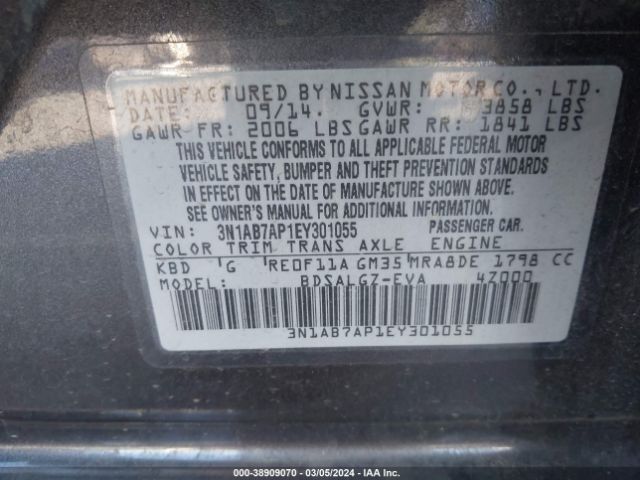 MANUFACTURED BY NISSAN MOTOR CO., LTD.
DATE: 09/14. GVWR: 3858 LBS
GAWR FR: 2006 LBS GAWR RR: 1841 LBS
THIS VEHICLE CONFORMS TO ALL APPLICABLE FEDERAL MOTOR
VEHICLE SAFETY, BUMPER AND THEFT PREVENTION STANDARDS
IN EFFECT ON THE DATE OF MANUFACTURE SHOWN ABOVE.
SEE OWNER'S MANUAL FOR ADDITIONAL INFORMATION.
VIN: 3N1AB7AP1EY301055 PASSENGER CAR.
COLOR TRIM TRANS AXLE ENGINE
KBD G RE0F11A GM35 MRA8DE 1798 CC
MODEL: BDSALGZ-EVA 4Z000
3N1AB7AP1EY301055
000-38909070 / 03/05/2024 - IAA Inc.